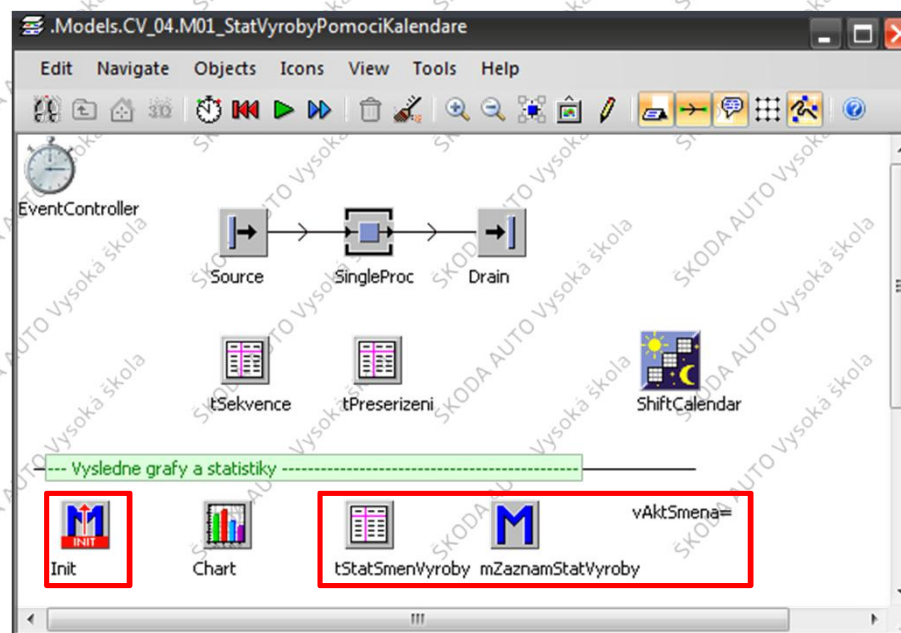 .Models.CV_04.M01_StatVyrobyPomociKalendare
Edit Navigate Objects Icons View Tools Help
3D
EventController
Source SingleProc Drain
tSekvence tPreserizeni ShiftCalendar
--- Vysledne grafy a statistiky ---------------------------------------------
INIT
vAktSmena=
Init Chart tStatSmenVyroby mZaznamStatVyroby
ŠKODA AUTO Vysoká škola